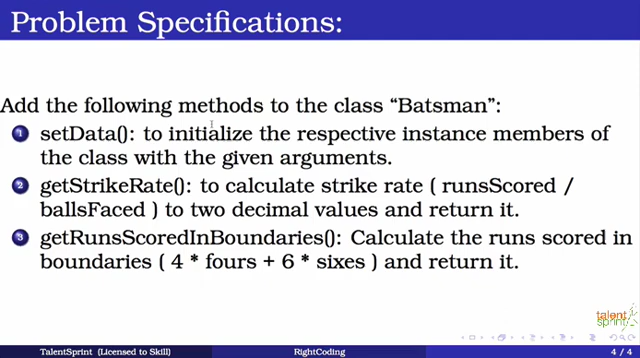 Problem Specifications:
Add the following methods to the class “Batsman”:
1 setData(): to initialize the respective instance members of
the class with the given arguments.
2 getStrikeRate(): to calculate strike rate ( runsScored /
ballsFaced ) to two decimal values and return it.
3 getRunsScoredInBoundaries(): Calculate the runs scored in
boundaries ( 4 * fours + 6 * sixes ) and return it.
talent
sprint
TalentSprint (Licensed to Skill) RightCoding 4 / 4